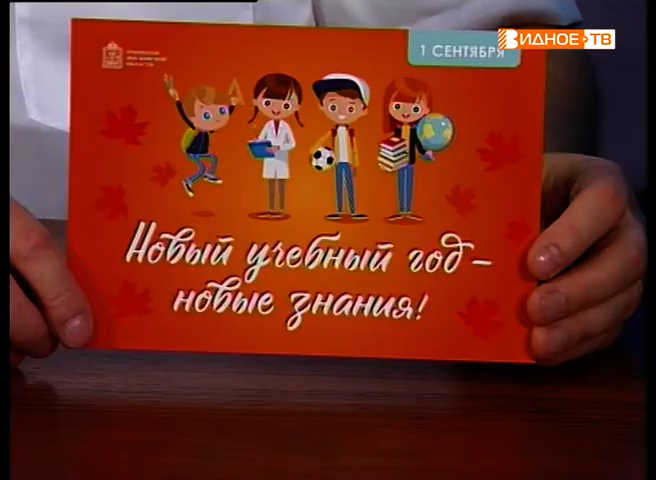 1 СЕНТЯБРЯ
ВИДНОЕ ТВ
Новый учебный год –
новые знания!